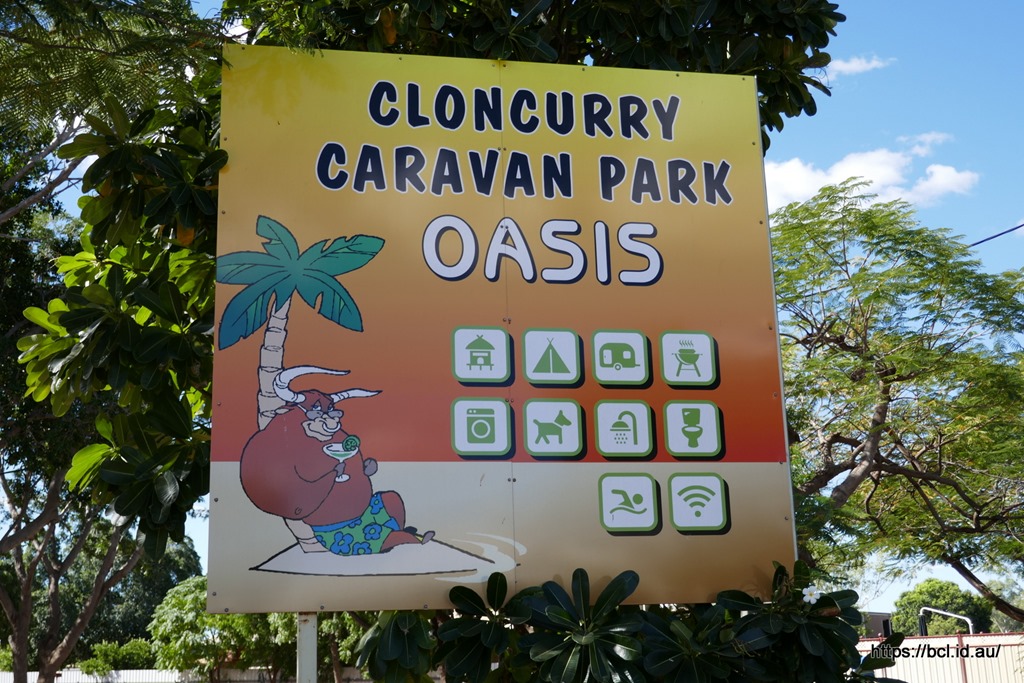 CLONCURRY
CARAVAN PARK
OASIS
https://bcl.id.au/